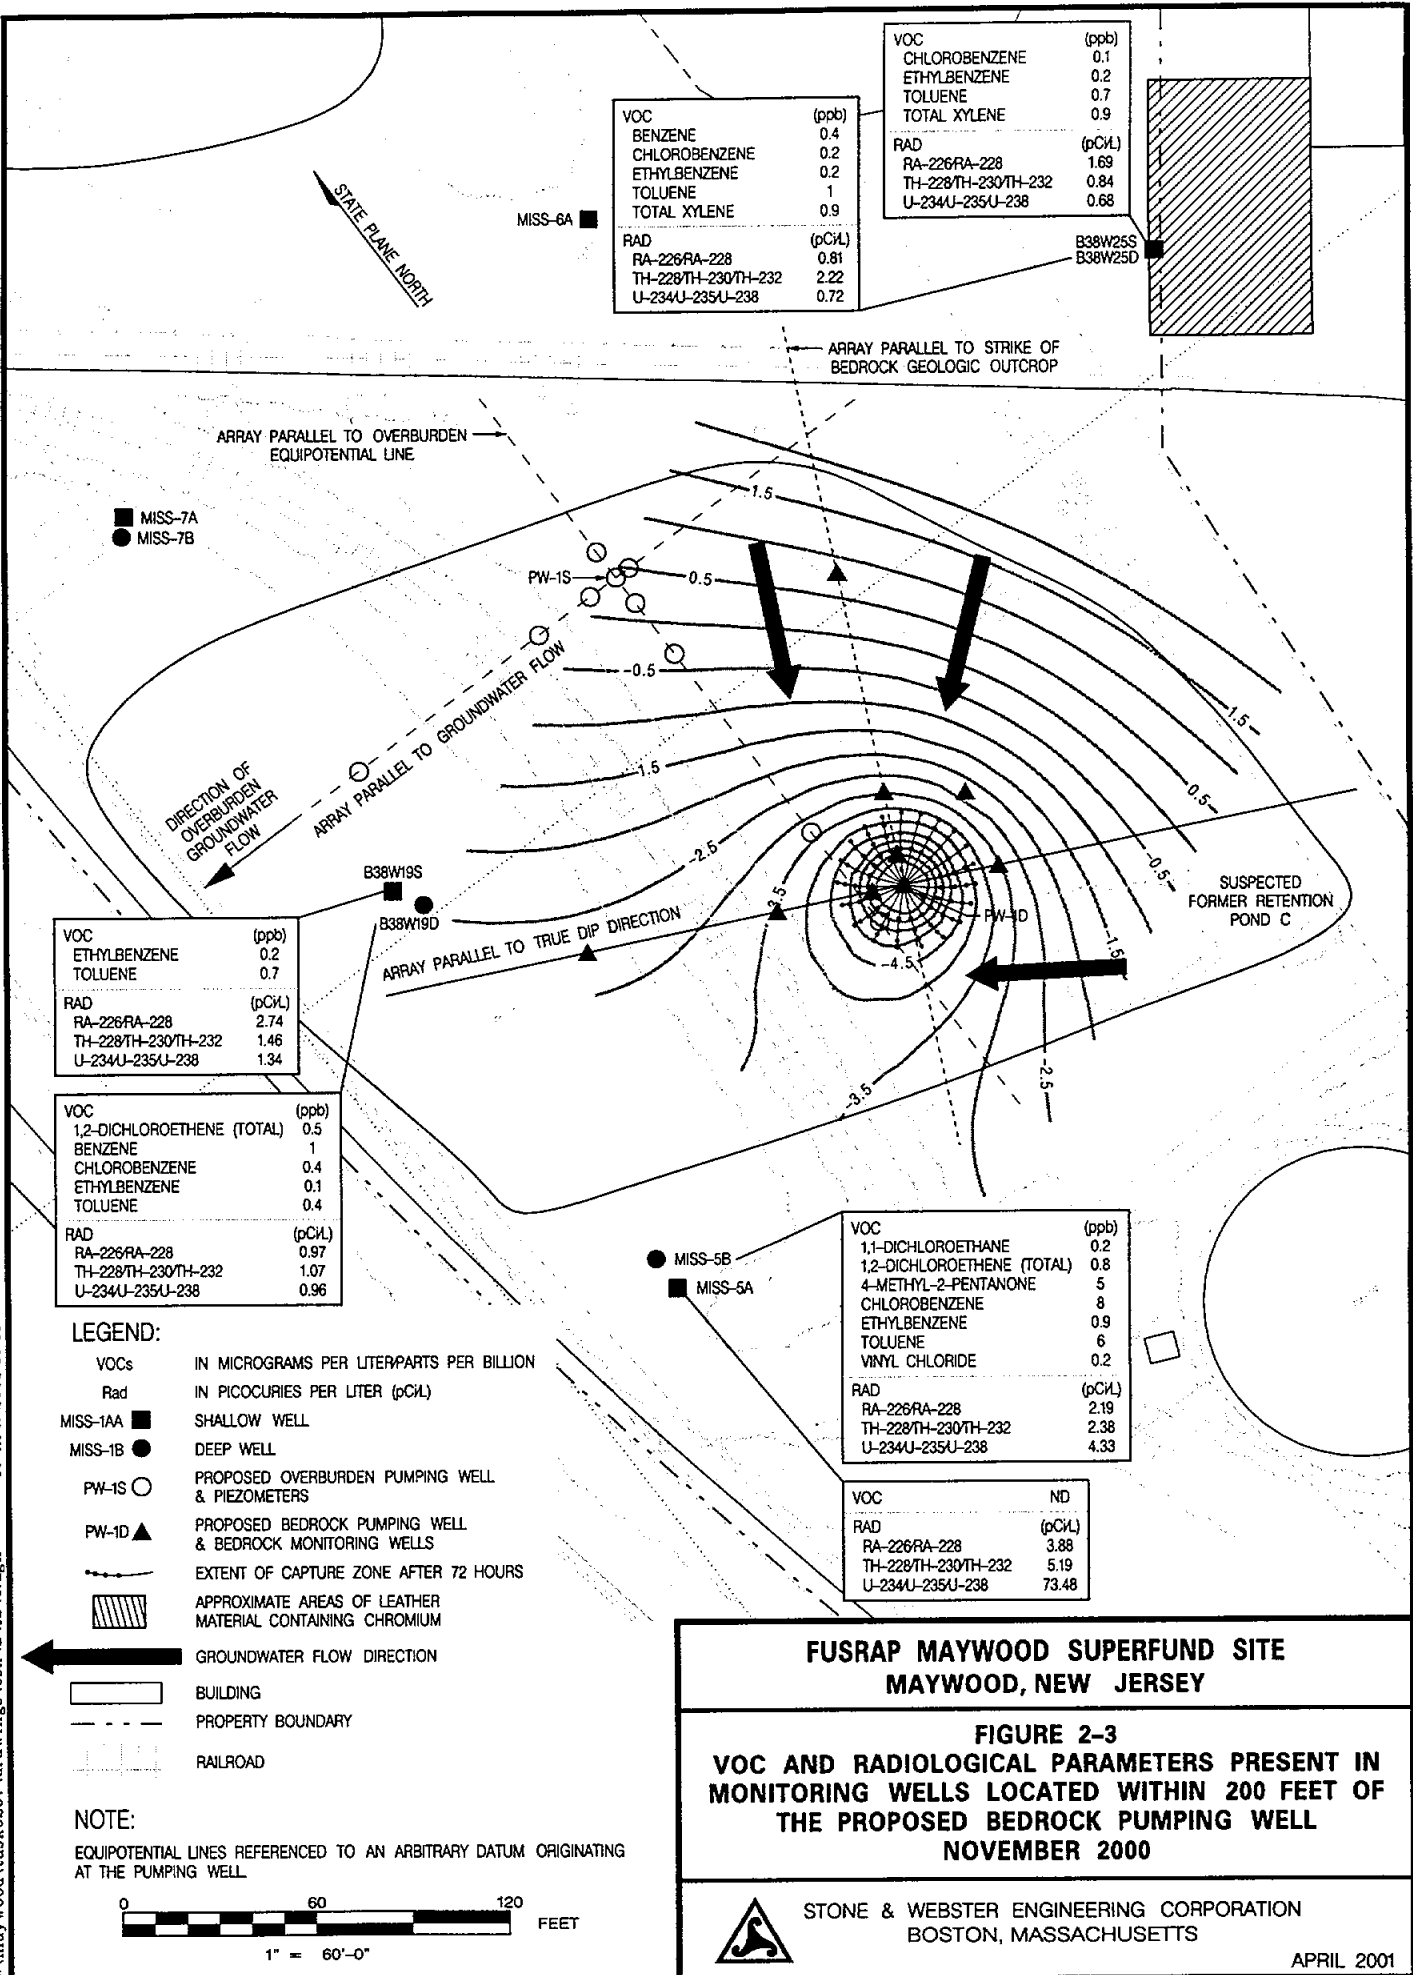 VOC (ppb)
CHLOROBENZENE 0.1
ETHYLBENZENE 0.2
TOLUENE 0.7
TOTAL XYLENE 0.9
RAD (pCi/L)
RA-226/RA-228 1.69
TH-228/TH-230/TH-232 0.84
U-234/U-235/U-238 0.68
VOC (ppb)
BENZENE 0.4
CHLOROBENZENE 0.2
ETHYLBENZENE 0.2
TOLUENE 1
TOTAL XYLENE 0.9
RAD (pCi/L)
RA-226/RA-228 0.81
TH-228/TH-230/TH-232 2.22
U-234/U-235/U-238 0.72
STATE PLANE NORTH
MISS-6A
B38W25S
B38W25D
ARRAY PARALLEL TO STRIKE OF
BEDROCK GEOLOGIC OUTCROP
ARRAY PARALLEL TO OVERBURDEN
EQUIPOTENTIAL LINE
MISS-7A
MISS-7B
PW-1S
1.5
0.5
-0.5
-1.5
-2.5
-3.5
-4.5
1.5
0.5
-0.5
-1.5
-2.5
-3.5
ARRAY PARALLEL TO GROUNDWATER FLOW
DIRECTION OF
OVERBURDEN
GROUNDWATER
FLOW
B38W19S
B38W19D
ARRAY PARALLEL TO TRUE DIP DIRECTION
PW-1D
SUSPECTED
FORMER RETENTION
POND C
VOC (ppb)
ETHYLBENZENE 0.2
TOLUENE 0.7
RAD (pCi/L)
RA-226/RA-228 2.74
TH-228/TH-230/TH-232 1.46
U-234/U-235/U-238 1.34
VOC (ppb)
1,2-DICHLOROETHENE (TOTAL) 0.5
BENZENE 1
CHLOROBENZENE 0.4
ETHYLBENZENE 0.1
TOLUENE 0.4
RAD (pCi/L)
RA-226/RA-228 0.97
TH-228/TH-230/TH-232 1.07
U-234/U-235/U-238 0.96
MISS-5B
MISS-5A
VOC (ppb)
1,1-DICHLOROETHANE 0.2
1,2-DICHLOROETHENE (TOTAL) 0.8
4-METHYL-2-PENTANONE 5
CHLOROBENZENE 8
ETHYLBENZENE 0.9
TOLUENE 6
VINYL CHLORIDE 0.2
RAD (pCi/L)
RA-226/RA-228 2.19
TH-228/TH-230/TH-232 2.38
U-234/U-235/U-238 4.33
VOC ND
RAD (pCi/L)
RA-226/RA-228 3.88
TH-228/TH-230/TH-232 5.19
U-234/U-235/U-238 73.48
LEGEND:
VOCs IN MICROGRAMS PER LITER/PARTS PER BILLION
Rad IN PICOCURIES PER LITER (pCi/L)
MISS-1AA SHALLOW WELL
MISS-1B DEEP WELL
PW-1S PROPOSED OVERBURDEN PUMPING WELL
& PIEZOMETERS
PW-1D PROPOSED BEDROCK PUMPING WELL
& BEDROCK MONITORING WELLS
EXTENT OF CAPTURE ZONE AFTER 72 HOURS
APPROXIMATE AREAS OF LEATHER
MATERIAL CONTAINING CHROMIUM
GROUNDWATER FLOW DIRECTION
BUILDING
PROPERTY BOUNDARY
RAILROAD
NOTE:
EQUIPOTENTIAL LINES REFERENCED TO AN ARBITRARY DATUM ORIGINATING
AT THE PUMPING WELL
0 60 120
FEET
1" = 60'-0"
FUSRAP MAYWOOD SUPERFUND SITE
MAYWOOD, NEW JERSEY
FIGURE 2-3
VOC AND RADIOLOGICAL PARAMETERS PRESENT IN
MONITORING WELLS LOCATED WITHIN 200 FEET OF
THE PROPOSED BEDROCK PUMPING WELL
NOVEMBER 2000
STONE & WEBSTER ENGINEERING CORPORATION
BOSTON, MASSACHUSETTS
APRIL 2001